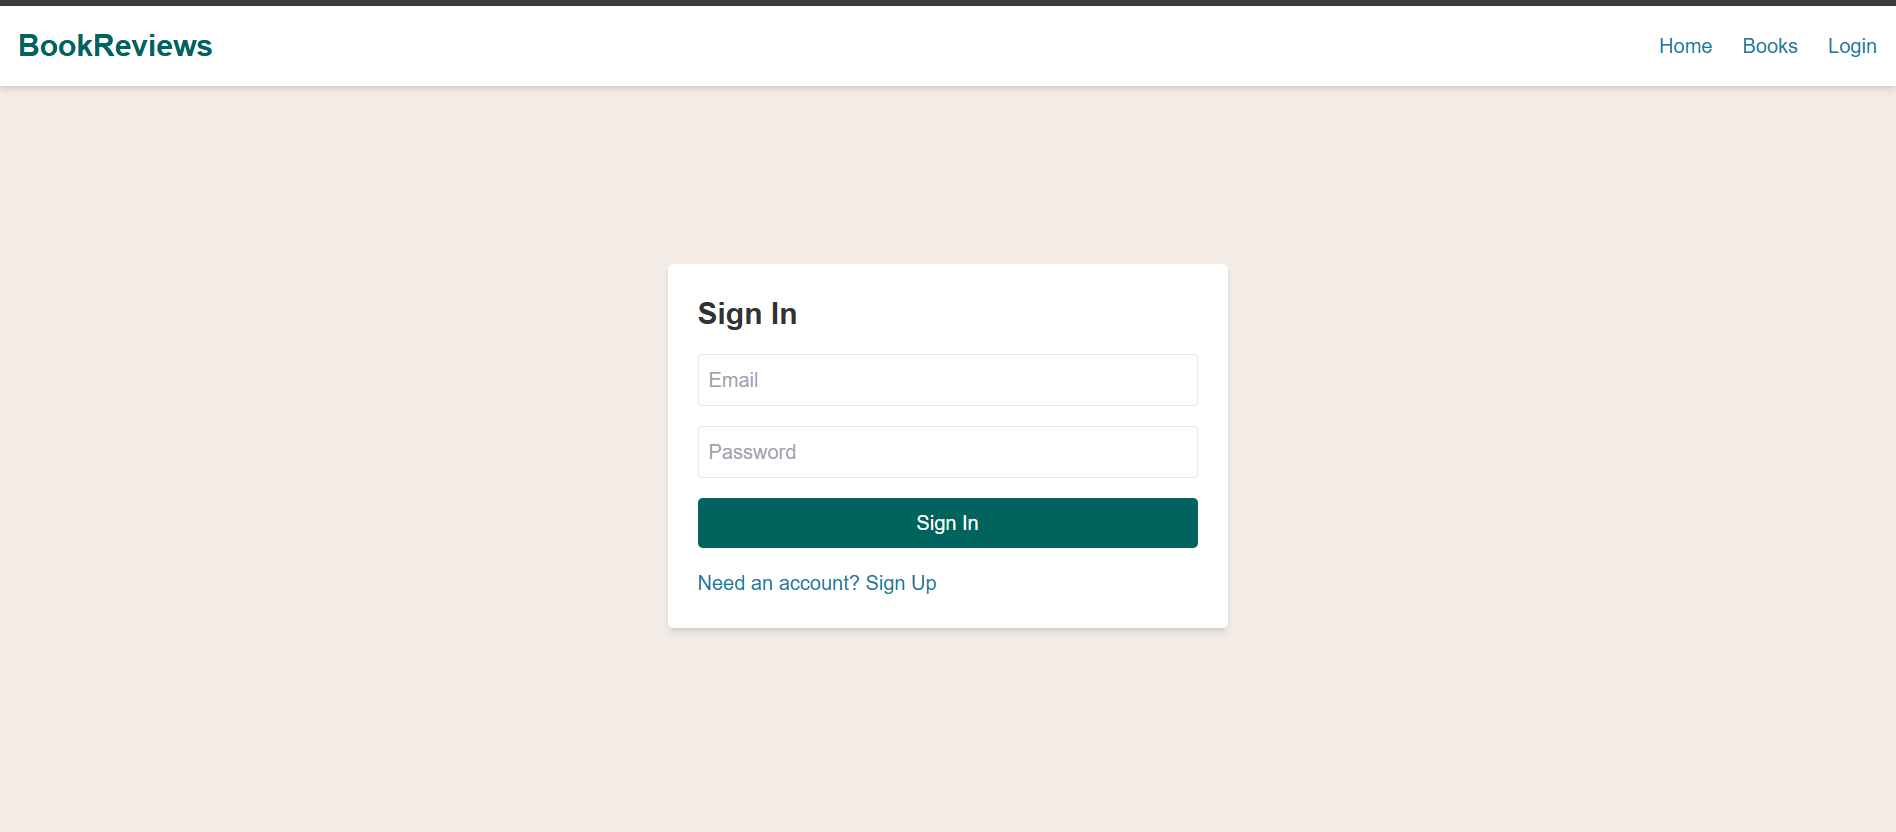 BookReviews
Home Books Login
Sign In
Email
Password
Sign In
Need an account? Sign Up